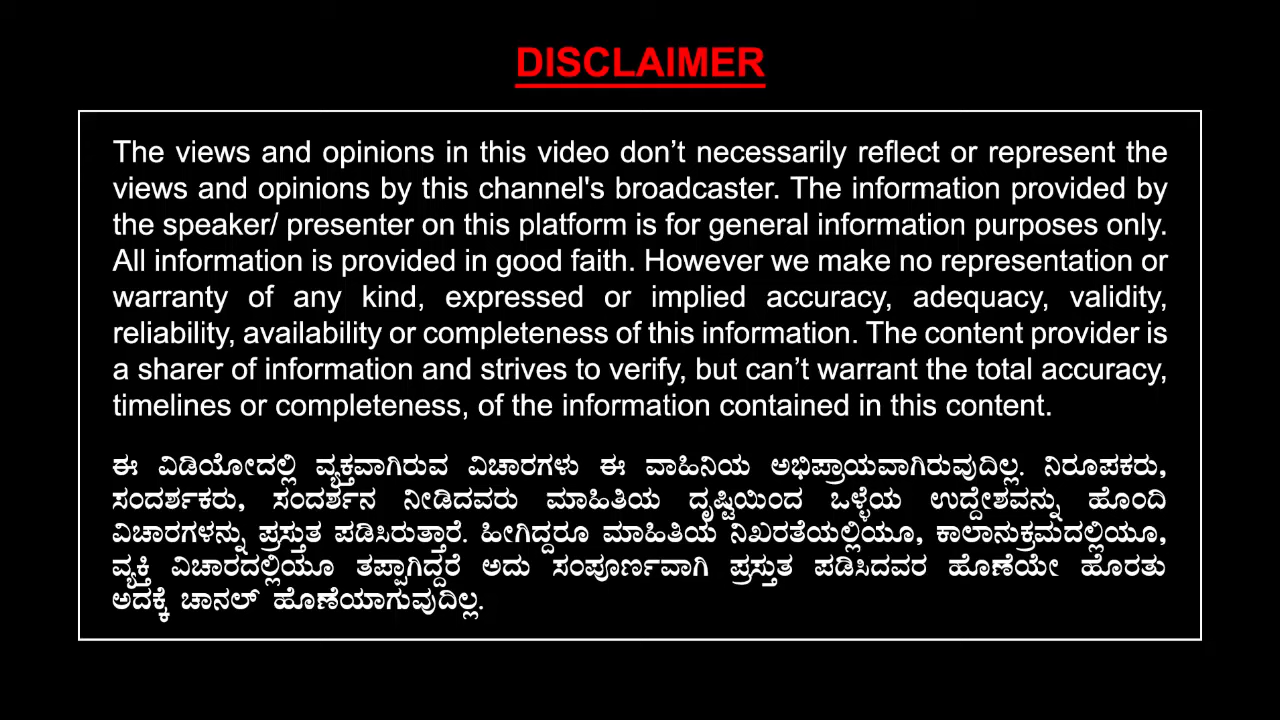 DISCLAIMER
The views and opinions in this video don’t necessarily reflect or represent the
views and opinions by this channel's broadcaster. The information provided by
the speaker/ presenter on this platform is for general information purposes only.
All information is provided in good faith. However we make no representation or
warranty of any kind, expressed or implied accuracy, adequacy, validity,
reliability, availability or completeness of this information. The content provider is
a sharer of information and strives to verify, but can’t warrant the total accuracy,
timelines or completeness, of the information contained in this content.
ಈ ವಿಡಿಯೋದಲ್ಲಿ ವ್ಯಕ್ತವಾಗಿರುವ ವಿಚಾರಗಳು ಈ ವಾಹಿನಿಯ ಅಭಿಪ್ರಾಯವಾಗಿರುವುದಿಲ್ಲ. ನಿರೂಪಕರು,
ಸಂದರ್ಶಕರು, ಸಂದರ್ಶನ ನೀಡಿದವರು ಮಾಹಿತಿಯ ದೃಷ್ಟಿಯಿಂದ ಒಳ್ಳೆಯ ಉದ್ದೇಶವನ್ನು ಹೊಂದಿ
ವಿಚಾರಗಳನ್ನು ಪ್ರಸ್ತುತ ಪಡಿಸಿರುತ್ತಾರೆ. ಹೀಗಿದ್ದರೂ ಮಾಹಿತಿಯ ನಿಖರತೆಯಲ್ಲಿಯೂ, ಕಾಲಾನುಕ್ರಮದಲ್ಲಿಯೂ,
ವ್ಯಕ್ತಿ ವಿಚಾರದಲ್ಲಿಯೂ ತಪ್ಪಾಗಿದ್ದರೆ ಅದು ಸಂಪೂರ್ಣವಾಗಿ ಪ್ರಸ್ತುತ ಪಡಿಸಿದವರ ಹೊಣೆಯೇ ಹೊರತು
ಅದಕ್ಕೆ ಚಾನಲ್ ಹೊಣೆಯಾಗುವುದಿಲ್ಲ.